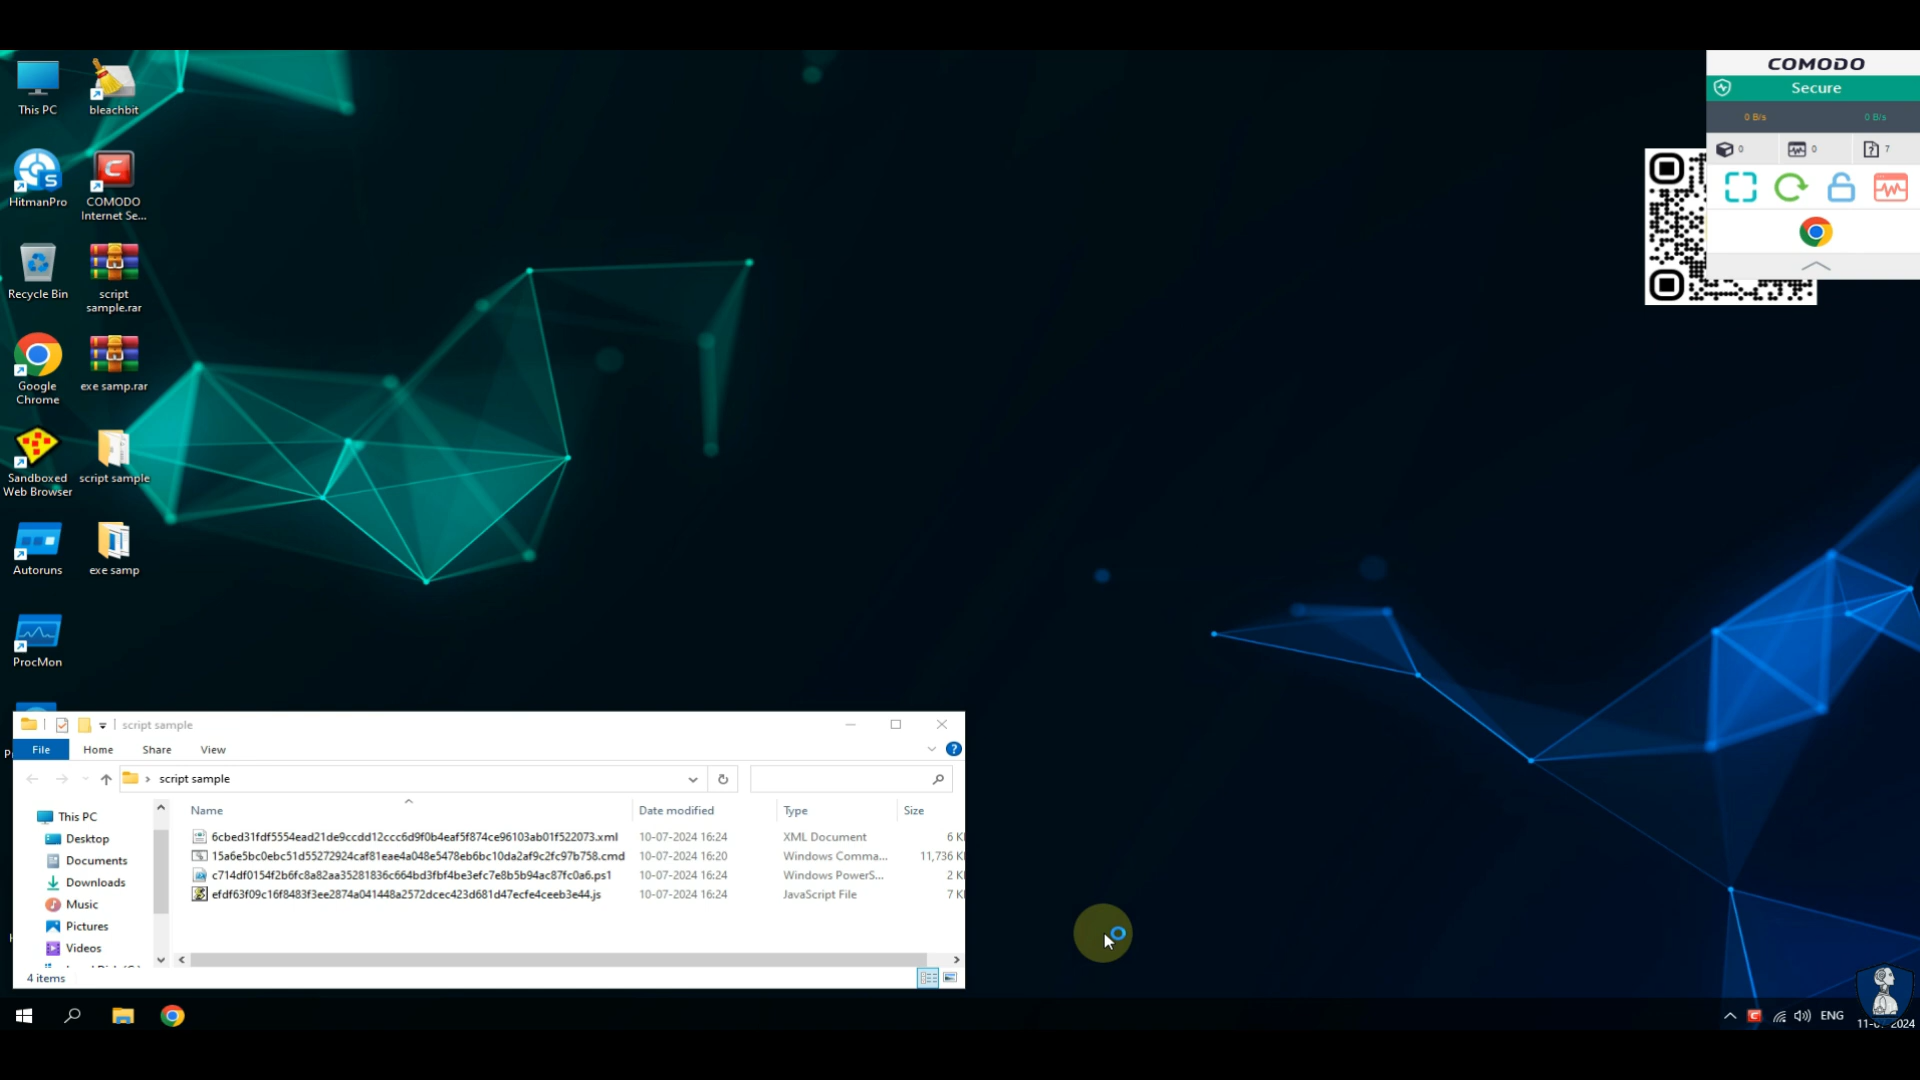 This PC
bleachbit
HitmanPro
COMODO
Internet Se...
Recycle Bin
script
sample.rar
Google
Chrome
exe samp.rar
Sandboxed
Web Browser
script sample
Autoruns
exe samp
ProcMon
COMODO
Secure
0 B/s
0 B/s
0
0
7
script sample
File
Home
Share
View
script sample
Name
Date modified
Type
Size
This PC
Desktop
Documents
Downloads
Music
Pictures
Videos
6cbed31fdf5554ead21de9ccdd12ccc6d9f0b4eaf5f874ce96103ab01f522073.xml
10-07-2024 16:24
XML Document
6 K
15a6e5bc0ebc51d55272924caf81eae4a048e5478eb6bc10da2af9c2fc97b758.cmd
10-07-2024 16:20
Windows Comma...
11,736 K
c714df0154f2b6fc8a82aa35281836c664bd3fbf4be3efc7e8b5b94ac87fc0a6.ps1
10-07-2024 16:24
Windows PowerS...
2 K
efdf63f09c16f8483f3ee2874a041448a2572dcec423d681d47ecfe4ceeb3e44.js
10-07-2024 16:24
JavaScript File
7 K
4 items
ENG
2024